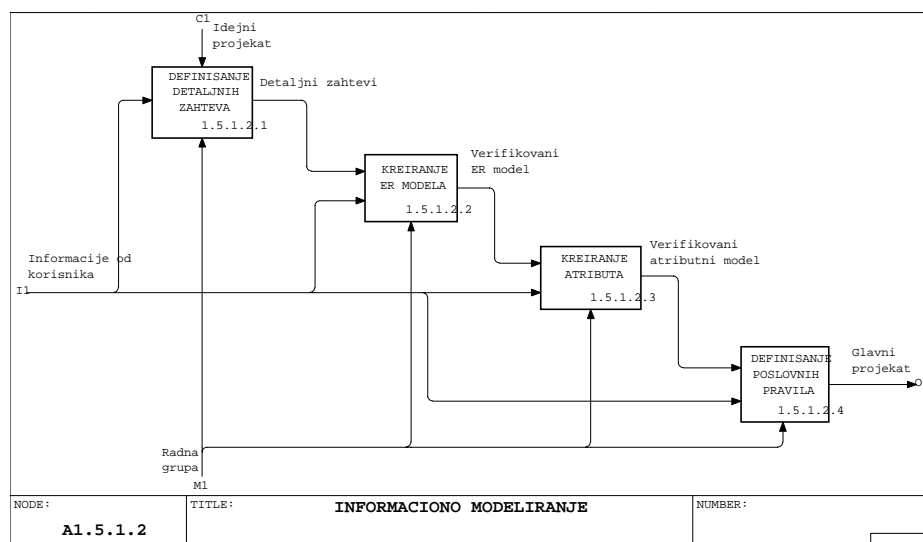 C1
Idejni
projekat
DEFINISANJE
DETALJNIH
ZAHTEVA
1.5.1.2.1
Detaljni zahtevi
KREIRANJE
ER MODELA
1.5.1.2.2
Verifikovani
ER model
Informacije od
korisnika
I1
KREIRANJE
ATRIBUTA
1.5.1.2.3
Verifikovani
atributni model
DEFINISANJE
POSLOVNIH
PRAVILA
1.5.1.2.4
Glavni
projekat
Radna
grupa
M1
NODE:
A1.5.1.2
TITLE:
INFORMACIONO MODELIRANJE
NUMBER: